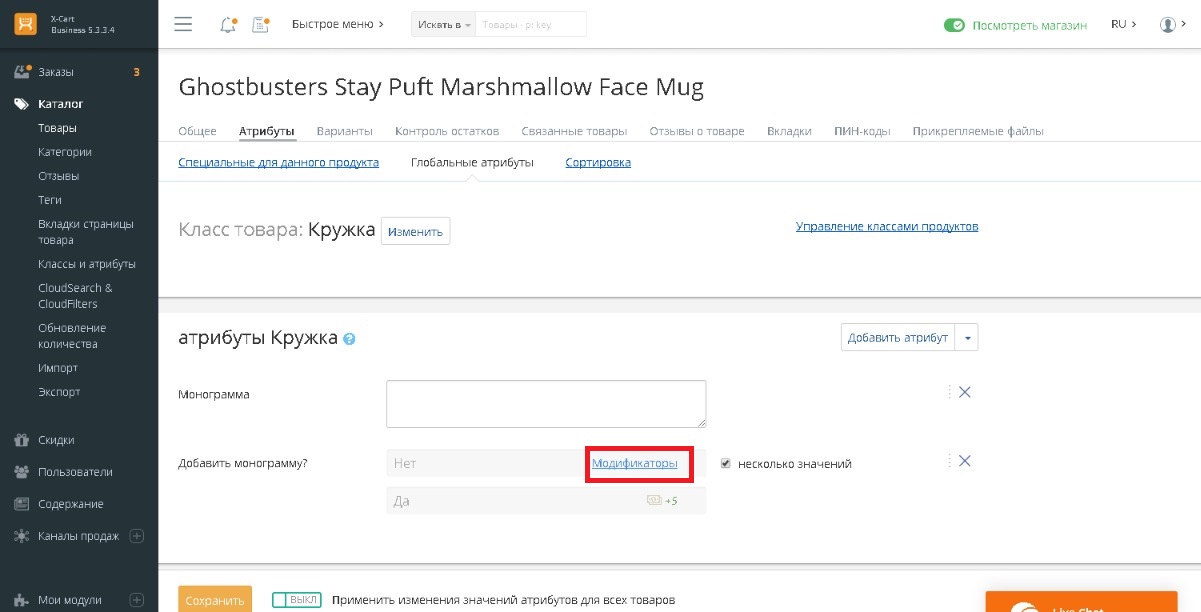 X-Cart
Business 5.3.3.4
Быстрое меню
Искать в
Товары - pr key
Посмотреть магазин
RU
Заказы
3
Каталог
Товары
Категории
Отзывы
Теги
Вкладки страницы
товара
Классы и атрибуты
CloudSearch &
CloudFilters
Обновление
количества
Импорт
Экспорт
Скидки
Пользователи
Содержание
Каналы продаж
Мои модули
Ghostbusters Stay Puft Marshmallow Face Mug
Общее Атрибуты Варианты Контроль остатков Связанные товары Отзывы о товаре Вкладки ПИН-коды Прикрепляемые файлы
Специальные для данного продукта Глобальные атрибуты Сортировка
Класс товара: Кружка Изменить
Управление классами продуктов
атрибуты Кружка ?
Добавить атрибут
Монограмма
Добавить монограмму? Нет Модификаторы несколько значений
Да +5
Сохранить ВЫКЛ Применить изменения значений атрибутов для всех товаров
Live Chat